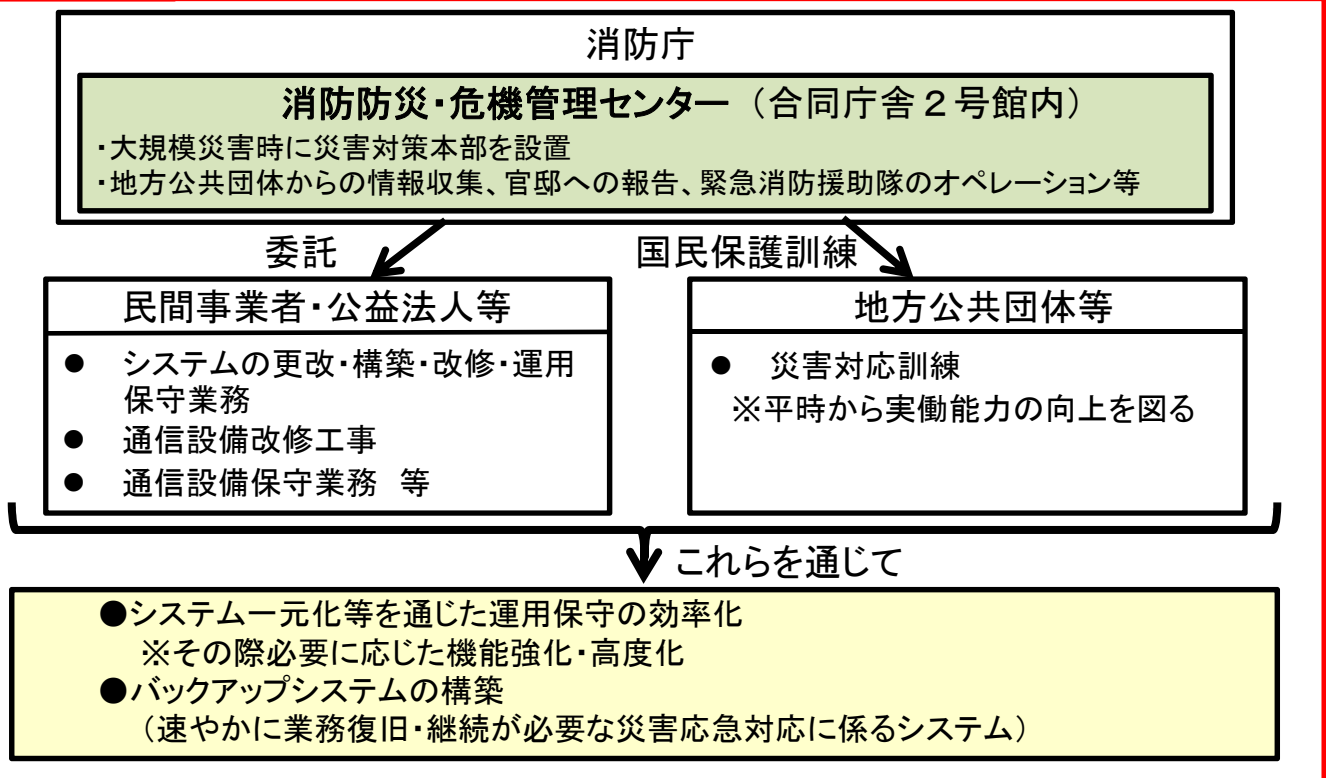 消防庁
消防防災・危機管理センター（合同庁舎２号館内）
・大規模災害時に災害対策本部を設置
・地方公共団体からの情報収集、官邸への報告、緊急消防援助隊のオペレーション等
委託
国民保護訓練
民間事業者・公益法人等
● システムの更改・構築・改修・運用
保守業務
● 通信設備改修工事
● 通信設備保守業務　等
地方公共団体等
● 災害対応訓練
※平時から実働能力の向上を図る
これらを通じて
●システム一元化等を通じた運用保守の効率化
※その際必要に応じた機能強化・高度化
●バックアップシステムの構築
（速やかに業務復旧・継続が必要な災害応急対応に係るシステム）